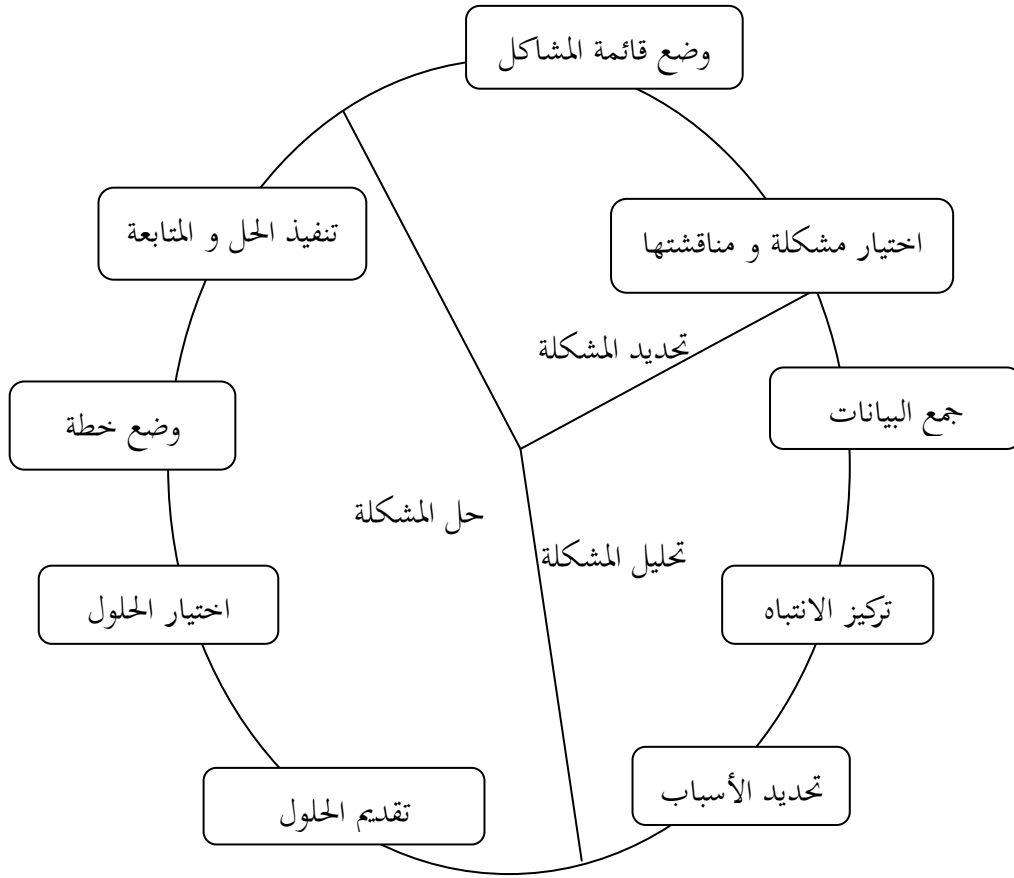 وضع قائمة المشاكل
اختيار مشكلة و مناقشتها
تنفيذ الحل و المتابعة
تحديد المشكلة
جمع البيانات
وضع خطة
حل المشكلة
تحليل المشكلة
تركيز الانتباه
اختيار الحلول
تحديد الأسباب
تقديم الحلول